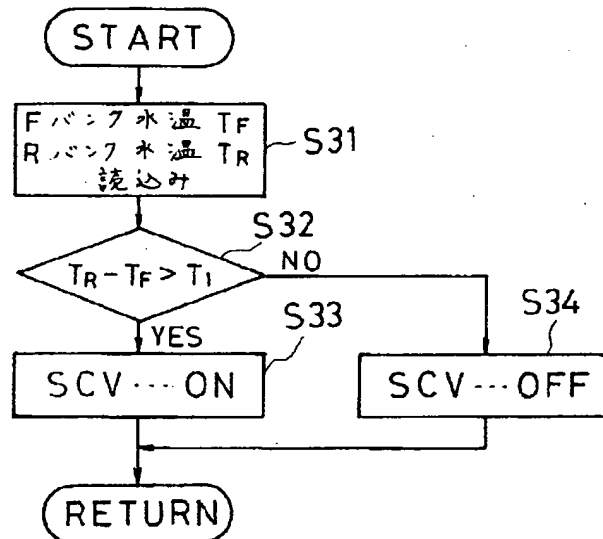 START
Fバンク水温 TF
Rバンク水温 TR
読込み
S31
S32
TR-TF>T1
NO
YES
S33
S34
SCV…ON
SCV…OFF
RETURN